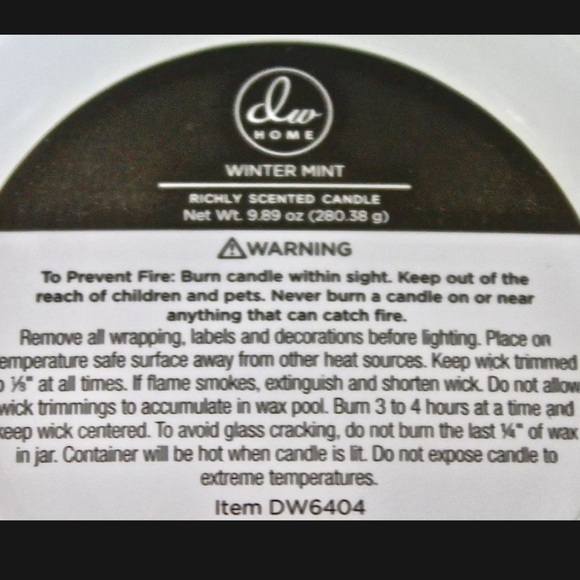 dw
HOME
WINTER MINT
RICHLY SCENTED CANDLE
Net Wt. 9.89 oz (280.38 g)
⚠WARNING
To Prevent Fire: Burn candle within sight. Keep out of the
reach of children and pets. Never burn a candle on or near
anything that can catch fire.
Remove all wrapping, labels and decorations before lighting. Place on
emperature safe surface away from other heat sources. Keep wick trimmed
o ⅛" at all times. If flame smokes, extinguish and shorten wick. Do not allow
wick trimmings to accumulate in wax pool. Burn 3 to 4 hours at a time and
keep wick centered. To avoid glass cracking, do not burn the last ¼" of wax
in jar. Container will be hot when candle is lit. Do not expose candle to
extreme temperatures.
Item DW6404